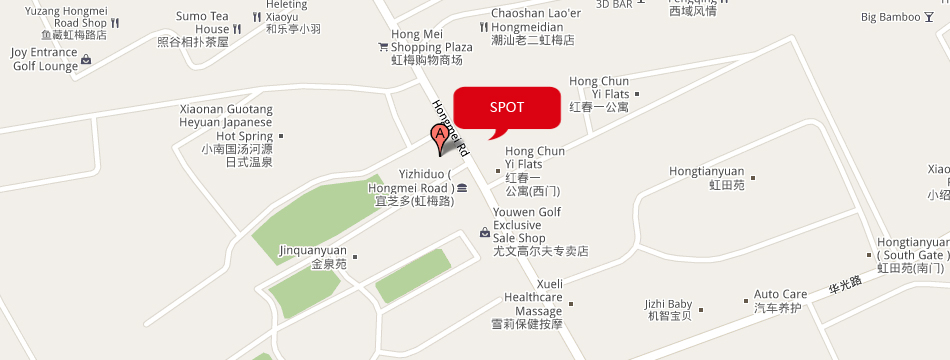 Yuzang Hongmei
Road Shop
鱼藏虹梅路店
Joy Entrance
Golf Lounge
Sumo Tea
House
照谷相扑茶屋
Heleting
Xiaoyu
和乐亭小羽
Hong Mei
Shopping Plaza
虹梅购物商场
Chaoshan Lao'er
Hongmeidian
潮汕老二虹梅店
3D BAR
西域风情
Big Bamboo
Hong Chun
Yi Flats
红春一公寓
Xiaonan Guotang
Heyuan Japanese
Hot Spring
小南国汤河源
日式温泉
Hongmei Rd
SPOT
A
Hong Chun
Yi Flats
红春一
公寓(西门)
Yizhiduo (
Hongmei Road )
宜芝多(虹梅路)
Hongtianyuan
虹田苑
Xiao
R
小绍
Youwen Golf
Exclusive
Sale Shop
尤文高尔夫专卖店
Jinquanyuan
金泉苑
Hongtianyuan
( South Gate )
虹田苑(南门)
Xueli
Healthcare
Massage
雪莉保健按摩
Jizhi Baby
机智宝贝
Auto Care
汽车养护
华光路